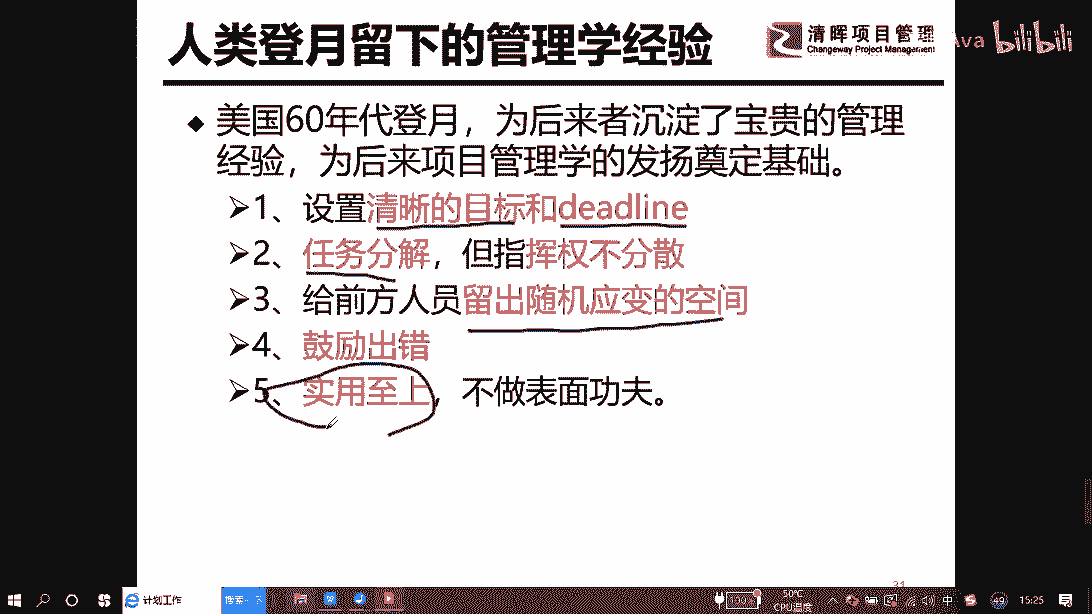 人类登月留下的管理学经验
清晖项目管理
Changeway Project Management
Ava bilibili
◆ 美国60年代登月，为后来者沉淀了宝贵的管理
经验，为后来项目管理学的发扬奠定基础。
➢1、设置清晰的目标和deadline
➢2、任务分解，但指挥权不分散
➢3、给前方人员留出随机应变的空间
➢4、鼓励出错
➢5、实用至上，不做表面功夫。
31
计划工作
搜索一下
100%
50℃
CPU温度
中
49
15:25